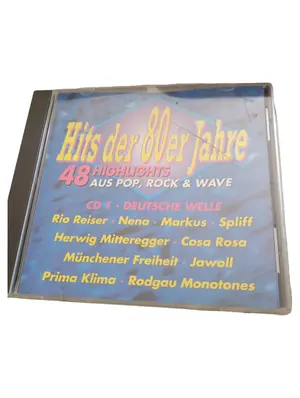 Hits der 80er Jahre
48 HIGHLIGHTS
AUS POP, ROCK & WAVE
CD 1 - DEUTSCHE WELLE
Rio Reiser · Nena · Markus · Spliff
Herwig Mitteregger · Cosa Rosa
Münchener Freiheit · Jawoll
Prima Klima · Rodgau Monotones